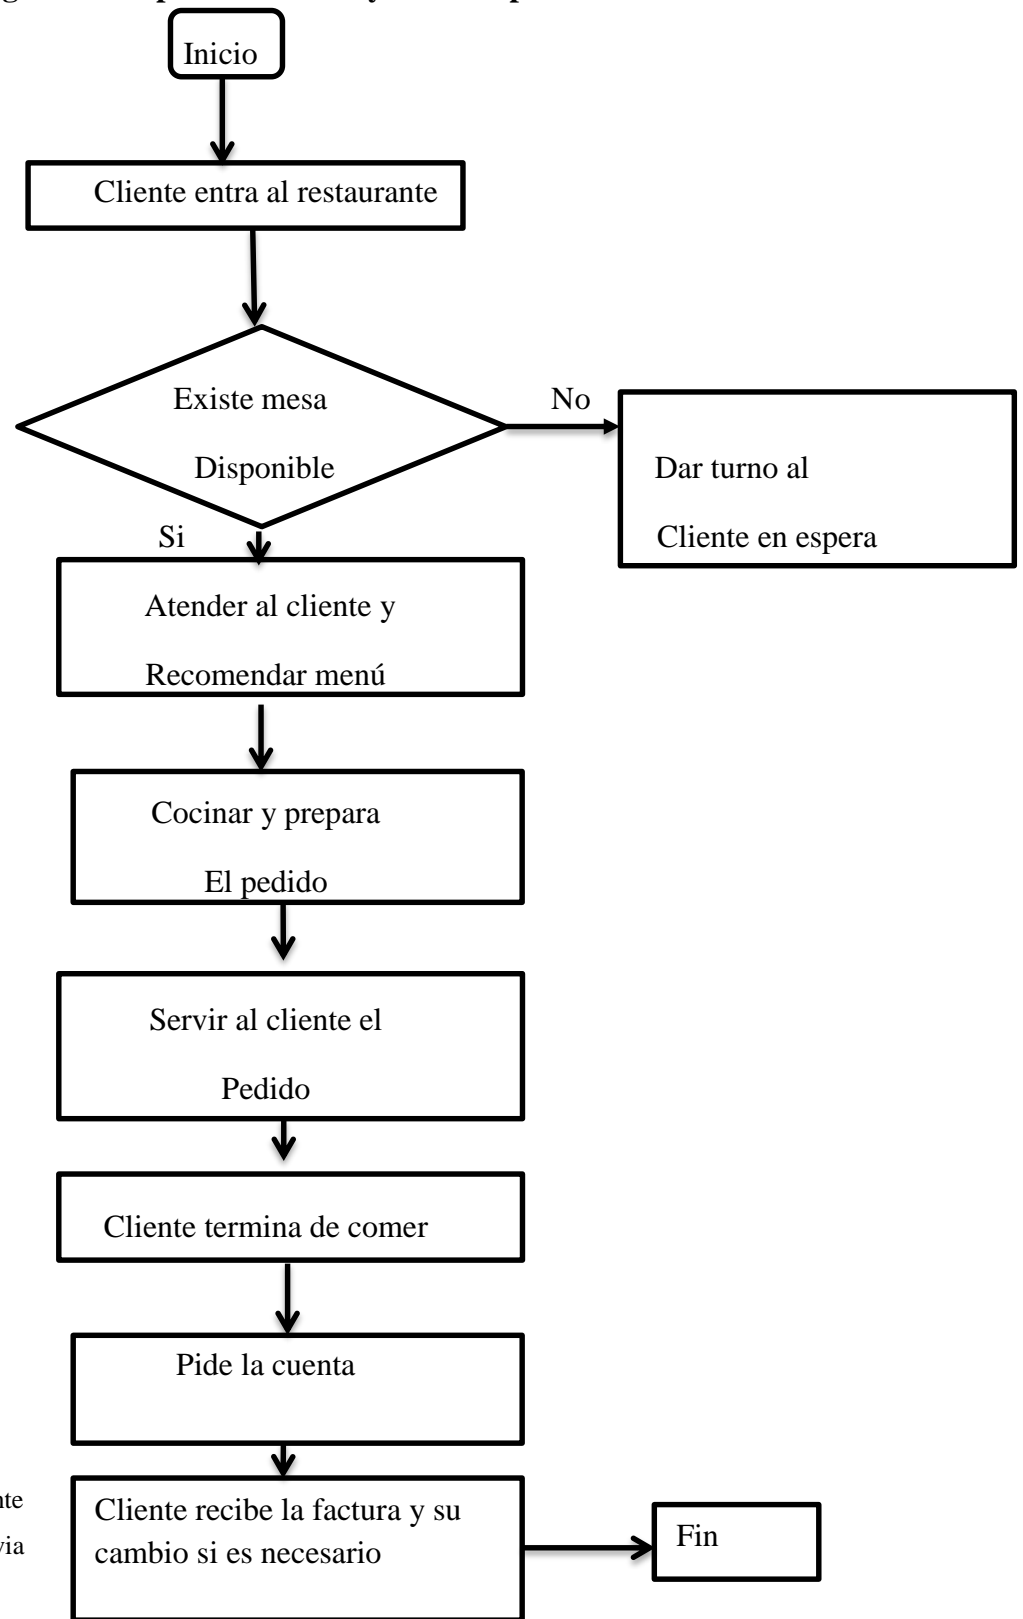 Inicio
Cliente entra al restaurante
Existe mesa
Disponible
No
Dar turno al
Cliente en espera
Si
Atender al cliente y
Recomendar menú
Cocinar y prepara
El pedido
Servir al cliente el
Pedido
Cliente termina de comer
Pide la cuenta
Cliente recibe la factura y su
cambio si es necesario
Fin